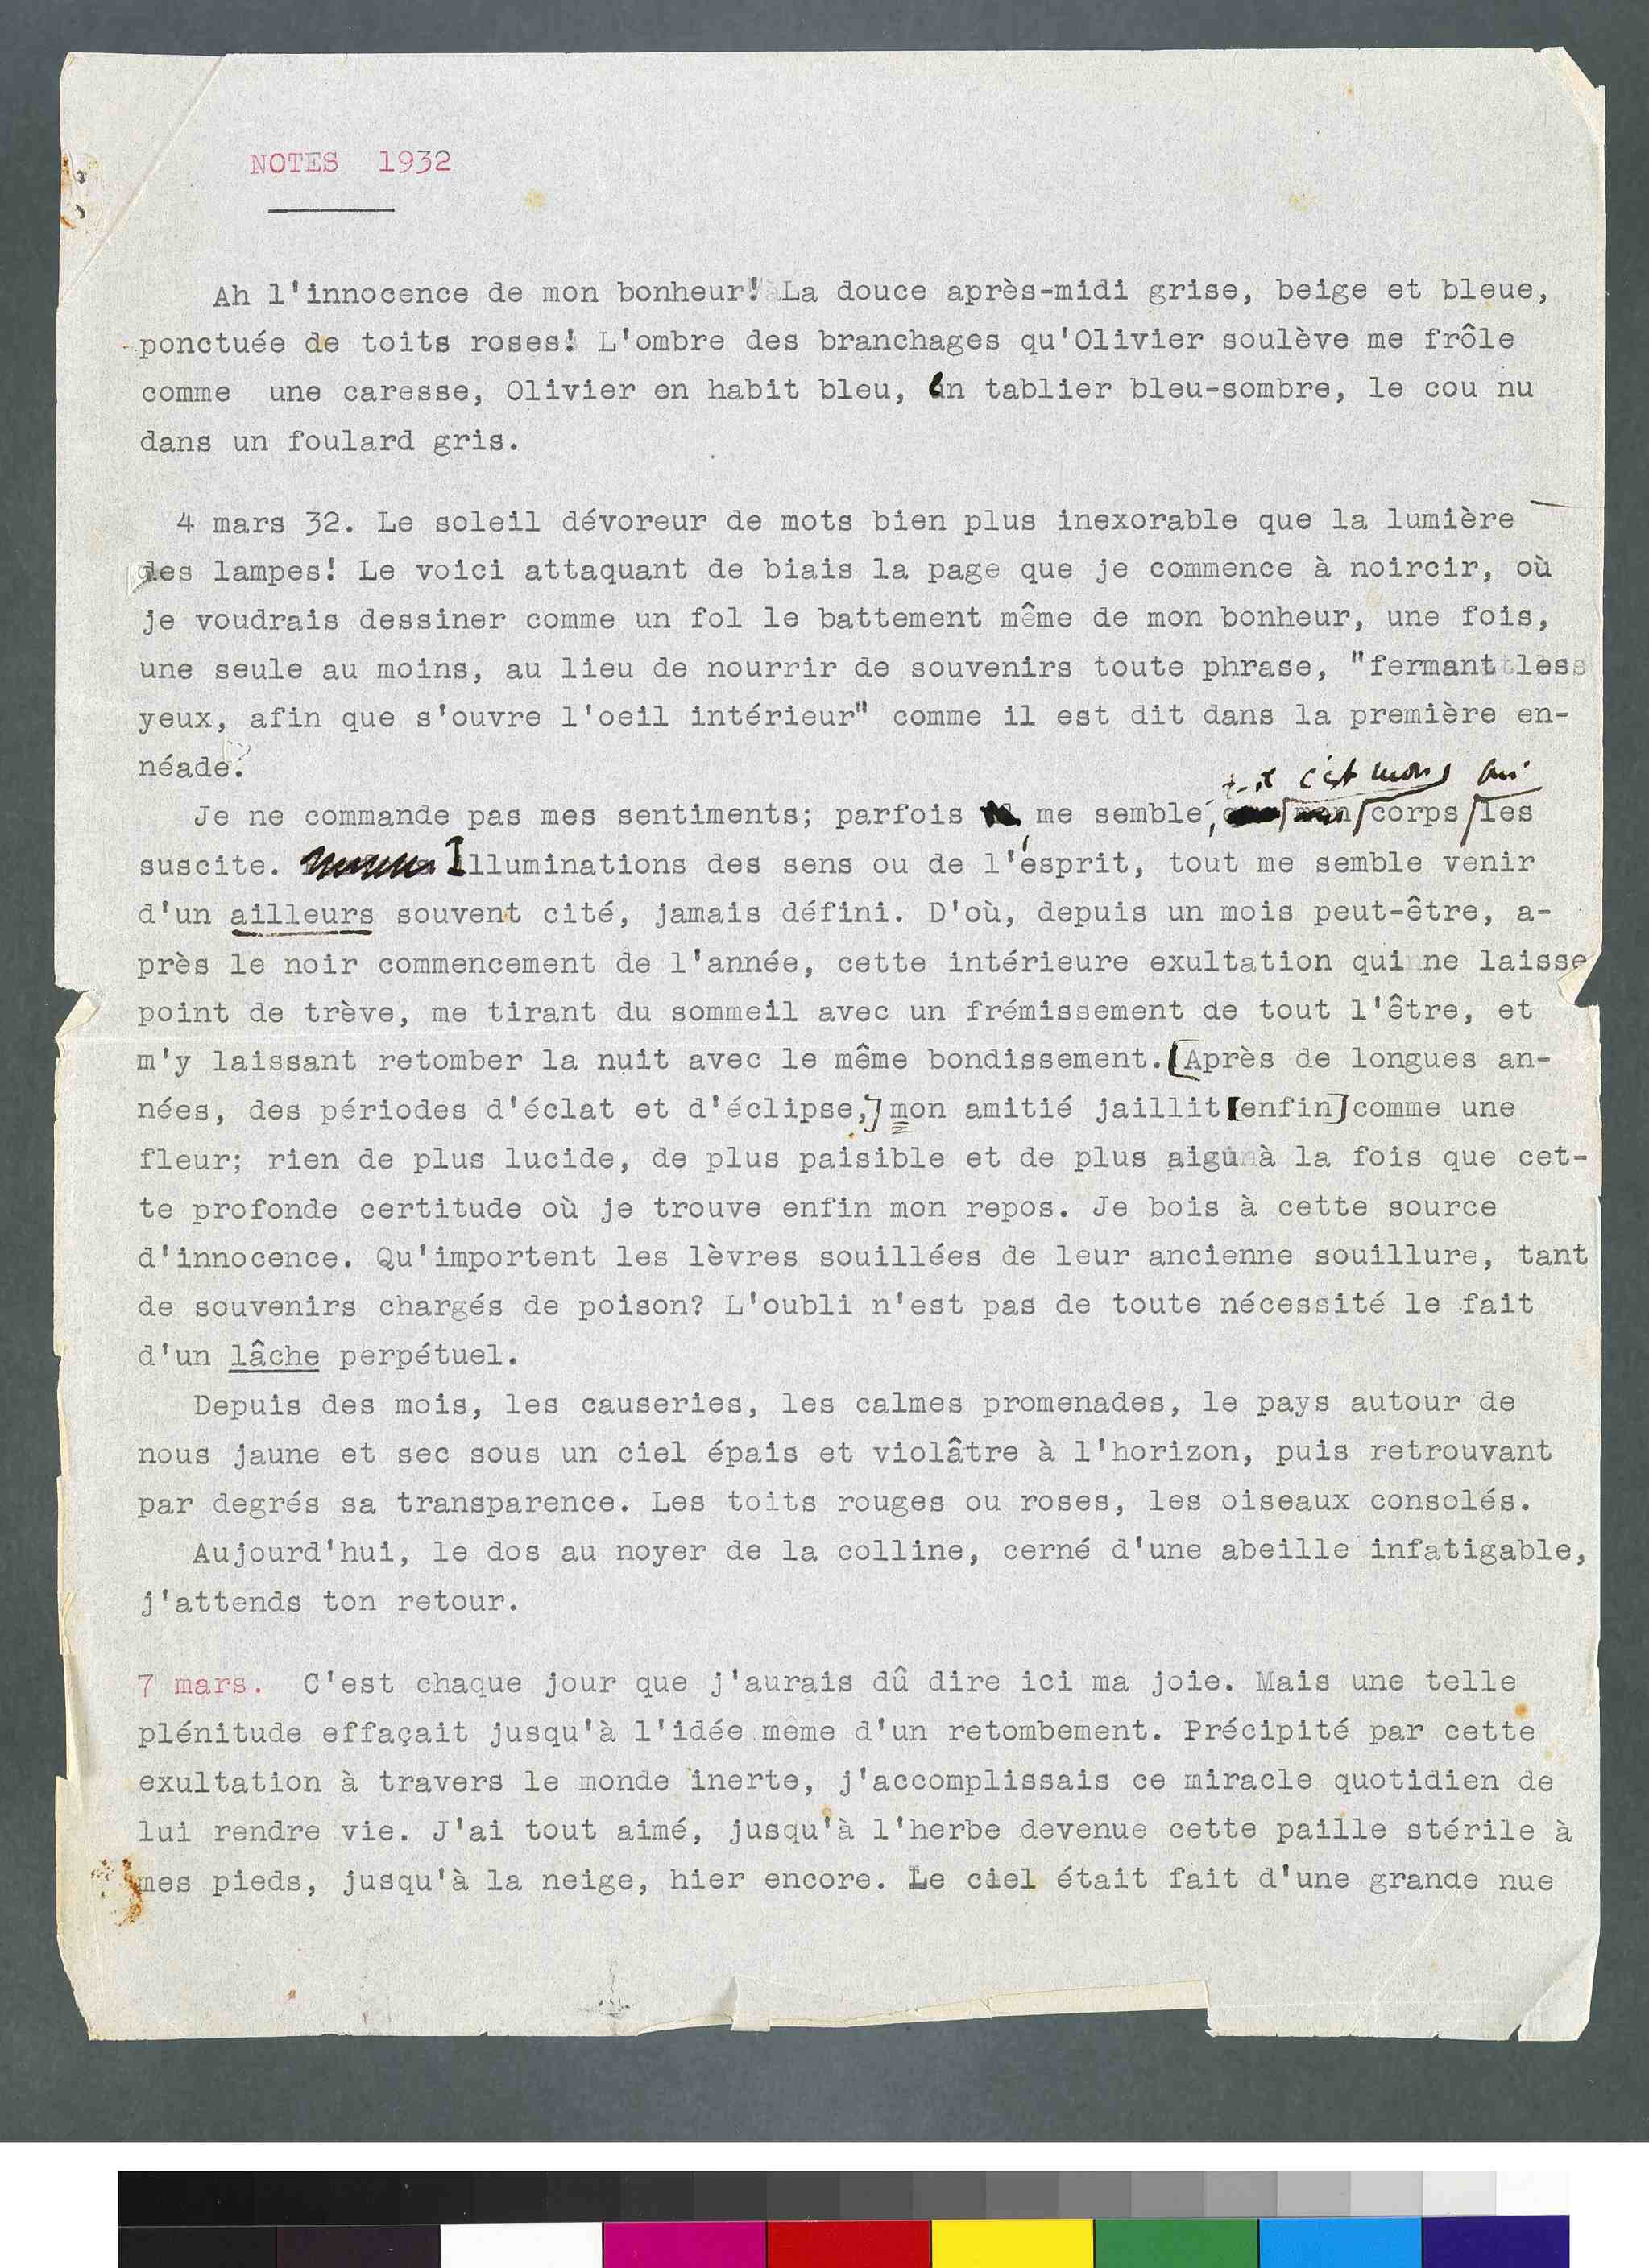 NOTES 1932
Ah l'innocence de mon bonheur! La douce après-midi grise, beige et bleue,
ponctuée de toits roses! L'ombre des branchages qu'Olivier soulève me frôle
comme une caresse, Olivier en habit bleu, en tablier bleu-sombre, le cou nu
dans un foulard gris.
4 mars 32. Le soleil dévoreur de mots bien plus inexorable que la lumière
des lampes! Le voici attaquant de biais la page que je commence à noircir, où
je voudrais dessiner comme un fol le battement même de mon bonheur, une fois,
une seule au moins, au lieu de nourrir de souvenirs toute phrase, "fermant les
yeux, afin que s'ouvre l'oeil intérieur" comme il est dit dans la première en-
néade.
t-il c'est mon qui
Je ne commande pas mes sentiments; parfois me semble, corps les
suscite. Illuminations des sens ou de l'esprit, tout me semble venir
d'un ailleurs souvent cité, jamais défini. D'où, depuis un mois peut-être, a-
près le noir commencement de l'année, cette intérieure exultation qui ne laisse
point de trève, me tirant du sommeil avec un frémissement de tout l'être, et
m'y laissant retomber la nuit avec le même bondissement. [Après de longues an-
nées, des périodes d'éclat et d'éclipse,] mon amitié jaillit [enfin] comme une
fleur; rien de plus lucide, de plus paisible et de plus aigu à la fois que cet-
te profonde certitude où je trouve enfin mon repos. Je bois à cette source
d'innocence. Qu'importent les lèvres souillées de leur ancienne souillure, tant
de souvenirs chargés de poison? L'oubli n'est pas de toute nécessité le fait
d'un lâche perpétuel.
Depuis des mois, les causeries, les calmes promenades, le pays autour de
nous jaune et sec sous un ciel épais et violâtre à l'horizon, puis retrouvant
par degrés sa transparence. Les toits rouges ou roses, les oiseaux consolés.
Aujourd'hui, le dos au noyer de la colline, cerné d'une abeille infatigable,
j'attends ton retour.
7 mars. C'est chaque jour que j'aurais dû dire ici ma joie. Mais une telle
plénitude effaçait jusqu'à l'idée même d'un retombement. Précipité par cette
exultation à travers le monde inerte, j'accomplissais ce miracle quotidien de
lui rendre vie. J'ai tout aimé, jusqu'à l'herbe devenue cette paille stérile à
mes pieds, jusqu'à la neige, hier encore. Le ciel était fait d'une grande nue